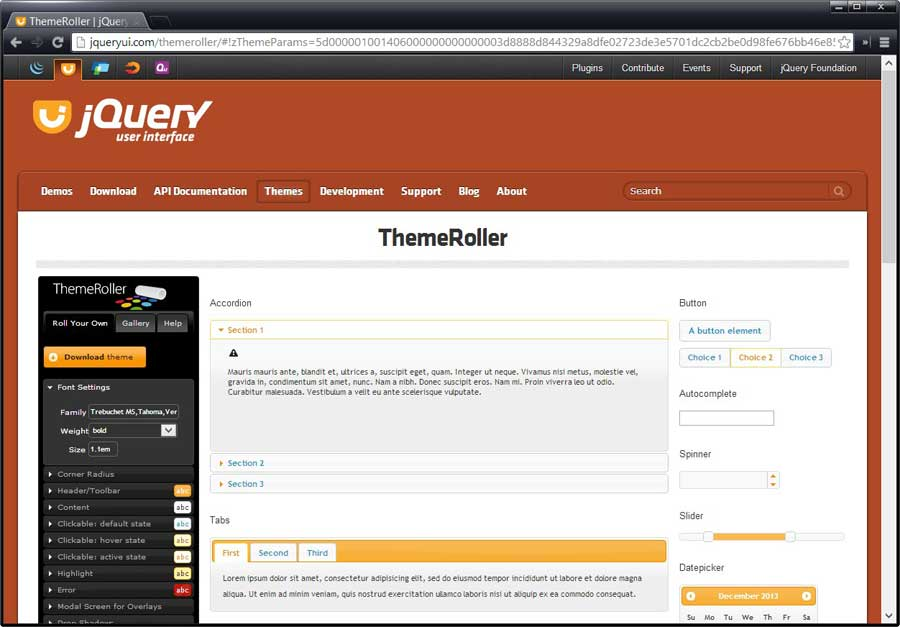 ThemeRoller | jQuery
jqueryui.com/themeroller/#!zThemeParams=
Plugins Contribute Events Support jQuery Foundation
jQuery
user interface
Demos Download API Documentation Themes Development Support Blog About Search
ThemeRoller
ThemeRoller
Roll Your Own Gallery Help
Download theme
Font Settings
Family Trebuchet MS,Tahoma,Ver
Weight bold
Size 1.1em
Corner Radius
Header/Toolbar abc
Content abc
Clickable: default state abc
Clickable: hover state abc
Clickable: active state abc
Highlight abc
Error abc
Modal Screen for Overlays
Drop Shadows
Accordion
Section 1
Mauris mauris ante, blandit et, ultrices a, suscipit eget, quam. Integer ut neque. Vivamus nisi metus, molestie vel,
gravida in, condimentum sit amet, nunc. Nam a nibh. Donec suscipit eros. Nam mi. Proin viverra leo ut odio.
Curabitur malesuada. Vestibulum a velit eu ante scelerisque vulputate.
Section 2
Section 3
Tabs
First Second Third
Lorem ipsum dolor sit amet, consectetur adipisicing elit, sed do eiusmod tempor incididunt ut labore et dolore magna
aliqua. Ut enim ad minim veniam, quis nostrud exercitation ullamco laboris nisi ut aliquip ex ea commodo consequat.
Button
A button element
Choice 1 Choice 2 Choice 3
Autocomplete
Spinner
Slider
Datepicker
December 2013
Su Mo Tu We Th Fr Sa